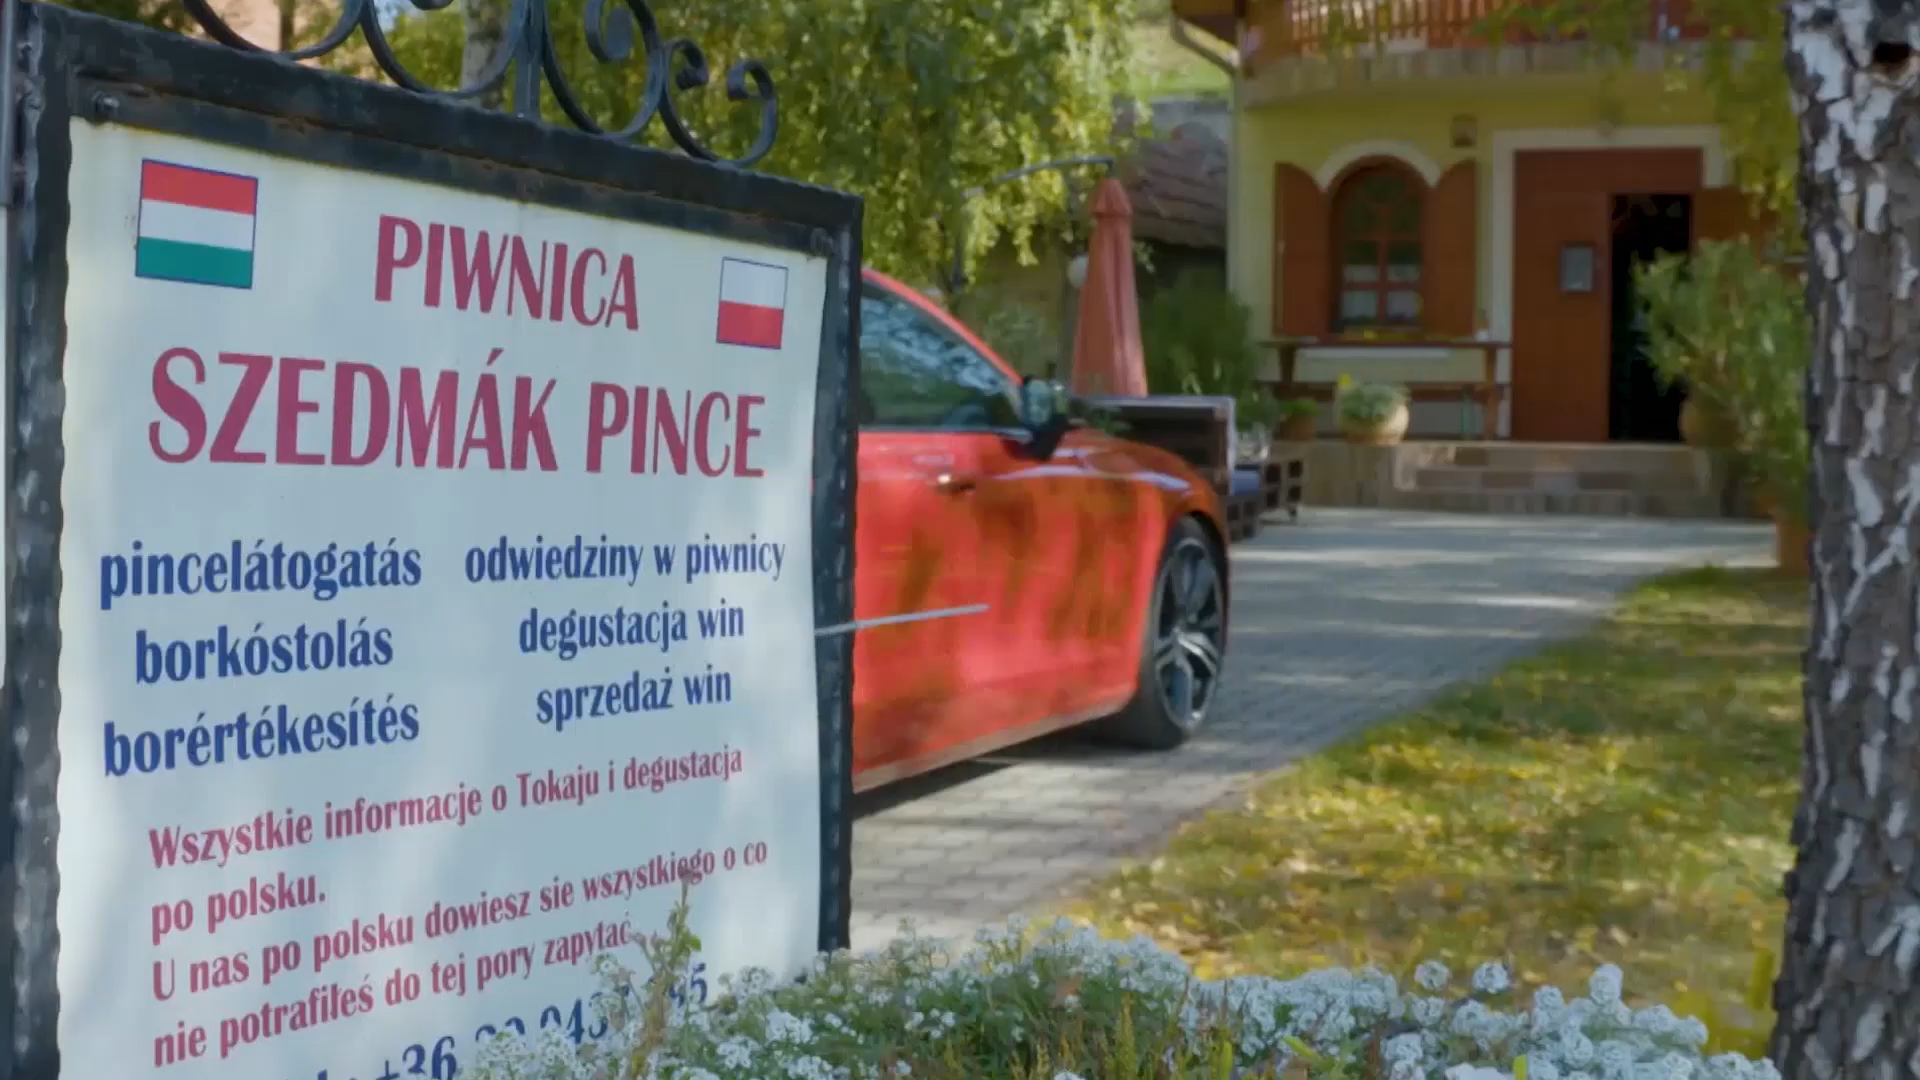 PIWNICA
SZEDMÁK PINCE
pincelátogatás odwiedziny w piwnicy
borkóstolás degustacja win
borértékesítés sprzedaż win
Wszystkie informacje o Tokaju i degustacja
po polsku.
U nas po polsku dowiesz sie wszystkiego o co
nie potrafiłeś do tej pory zapytać
+36